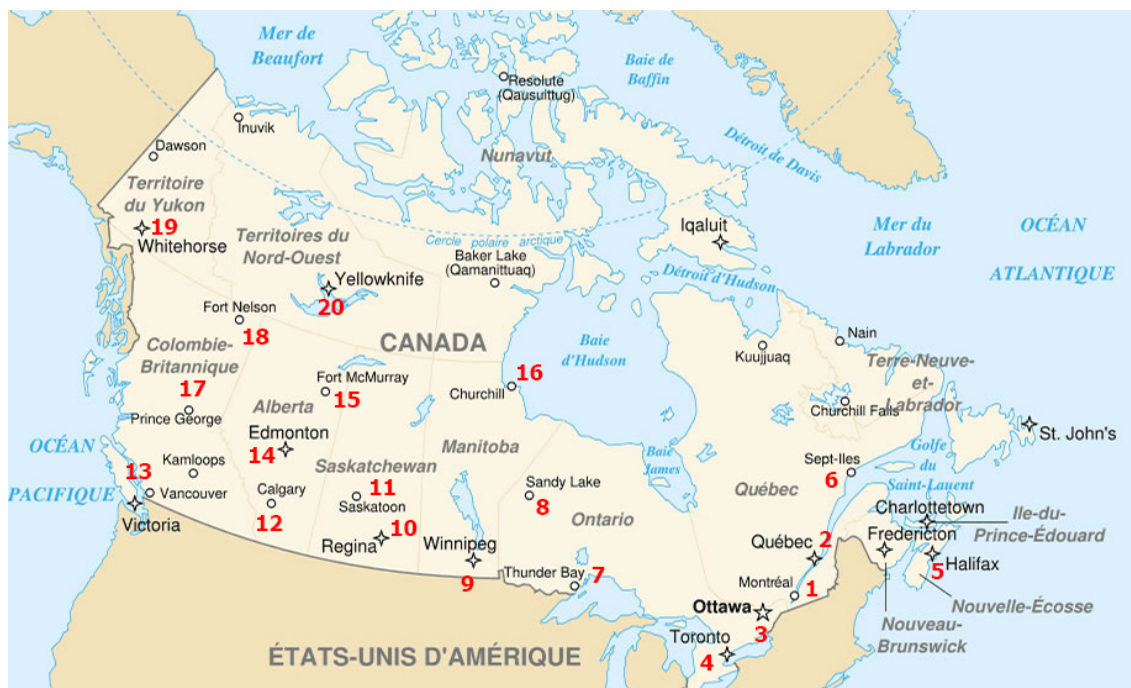 Mer de
Beaufort
Baie de
Baffin
Resolute
(Qausuittug)
Inuvik
Détroit de Davis
Dawson
Nunavut
Territoire
du Yukon
19
Whitehorse
Territoires du
Nord-Ouest
Cercle polaire arctique
Iqaluit
Mer du
Labrador
OCÉAN
ATLANTIQUE
Baker Lake
(Qamanittuaq)
Détroit d'Hudson
Yellowknife
20
Fort Nelson
18
CANADA
Baie
d'Hudson
Nain
Kuujjuaq
Colombie-
Britannique
17
Prince George
Fort McMurray
15
16
Churchill
Terre-Neuve-
et-
Labrador
Churchill Falls
Alberta
Edmonton
14
Manitoba
OCÉAN
PACIFIQUE
St. John's
Golfe
du
Saint-Lauent
Baie
James
Sept-Iles
6
Kamloops
13
Vancouver
Victoria
Saskatchewan
11
Saskatoon
Calgary
12
Sandy Lake
8
Québec
Ontario
Charlottetown
Ile-du-
Prince-Édouard
Regina
10
Winnipeg
9
Québec
2
Fredericton
5
Halifax
Thunder Bay
7
Montréal
1
Nouvelle-Écosse
Ottawa
3
Nouveau-
Brunswick
Toronto
4
ÉTATS-UNIS D'AMÉRIQUE